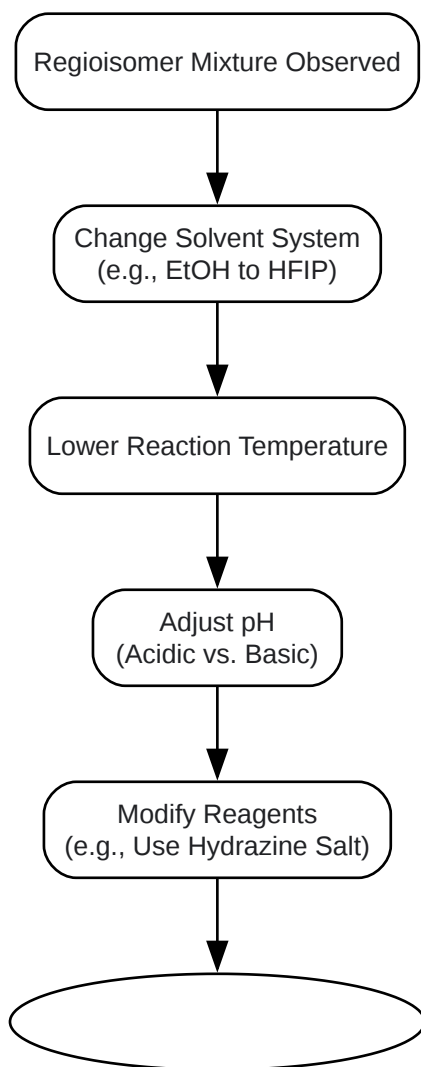 Regioisomer Mixture Observed
Change Solvent System
(e.g., EtOH to HFIP)
Lower Reaction Temperature
Adjust pH
(Acidic vs. Basic)
Modify Reagents
(e.g., Use Hydrazine Salt)